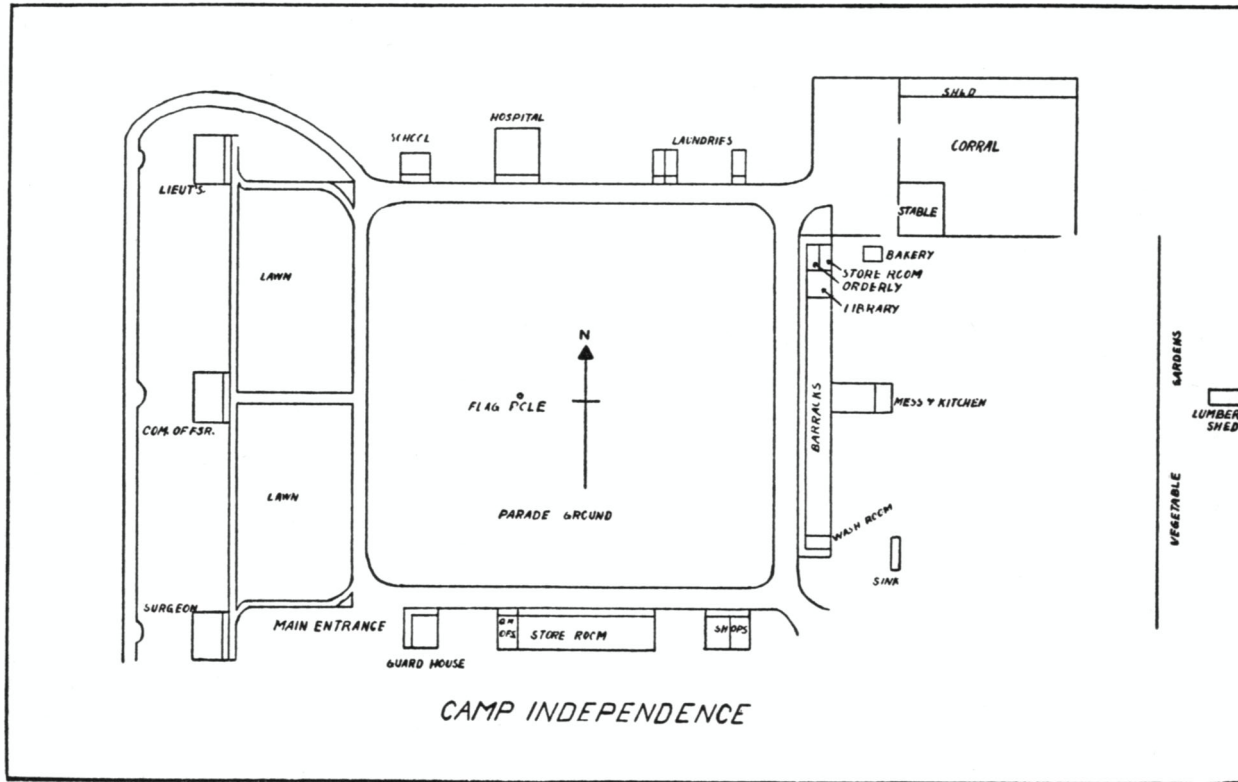 SHED
HOSPITAL
SCHOOL
LAUNDRIES
CORRAL
LIEUT'S.
STABLE
BAKERY
STORE ROOM
ORDERLY
LIBRARY
LAWN
N
FLAG POLE
BARRACKS
MESS & KITCHEN
GARDENS
VEGETABLE
LUMBER
SHED
COM. OFFSR.
LAWN
PARADE GROUND
WASH ROOM
SINK
SURGEON
MAIN ENTRANCE
GUARD HOUSE
QM
OFS.
STORE ROOM
SHOPS
CAMP INDEPENDENCE